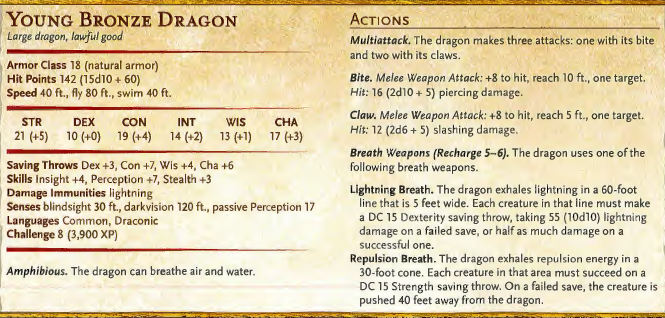 YOUNG BRONZE DRAGON
Large dragon, lawful good
Armor Class 18 (natural armor)
Hit Points 142 (15d10 + 60)
Speed 40 ft., fly 80 ft., swim 40 ft.
STR DEX CON INT WIS CHA
21 (+5) 10 (+0) 19 (+4) 14 (+2) 13 (+1) 17 (+3)
Saving Throws Dex +3, Con +7, Wis +4, Cha +6
Skills Insight +4, Perception +7, Stealth +3
Damage Immunities lightning
Senses blindsight 30 ft., darkvision 120 ft., passive Perception 17
Languages Common, Draconic
Challenge 8 (3,900 XP)
Amphibious. The dragon can breathe air and water.
ACTIONS
Multiattack. The dragon makes three attacks: one with its bite
and two with its claws.
Bite. Melee Weapon Attack: +8 to hit, reach 10 ft., one target.
Hit: 16 (2d10 + 5) piercing damage.
Claw. Melee Weapon Attack: +8 to hit, reach 5 ft., one target.
Hit: 12 (2d6 + 5) slashing damage.
Breath Weapons (Recharge 5–6). The dragon uses one of the
following breath weapons.
Lightning Breath. The dragon exhales lightning in a 60-foot
line that is 5 feet wide. Each creature in that line must make
a DC 15 Dexterity saving throw, taking 55 (10d10) lightning
damage on a failed save, or half as much damage on a
successful one.
Repulsion Breath. The dragon exhales repulsion energy in a
30-foot cone. Each creature in that area must succeed on a
DC 15 Strength saving throw. On a failed save, the creature is
pushed 40 feet away from the dragon.